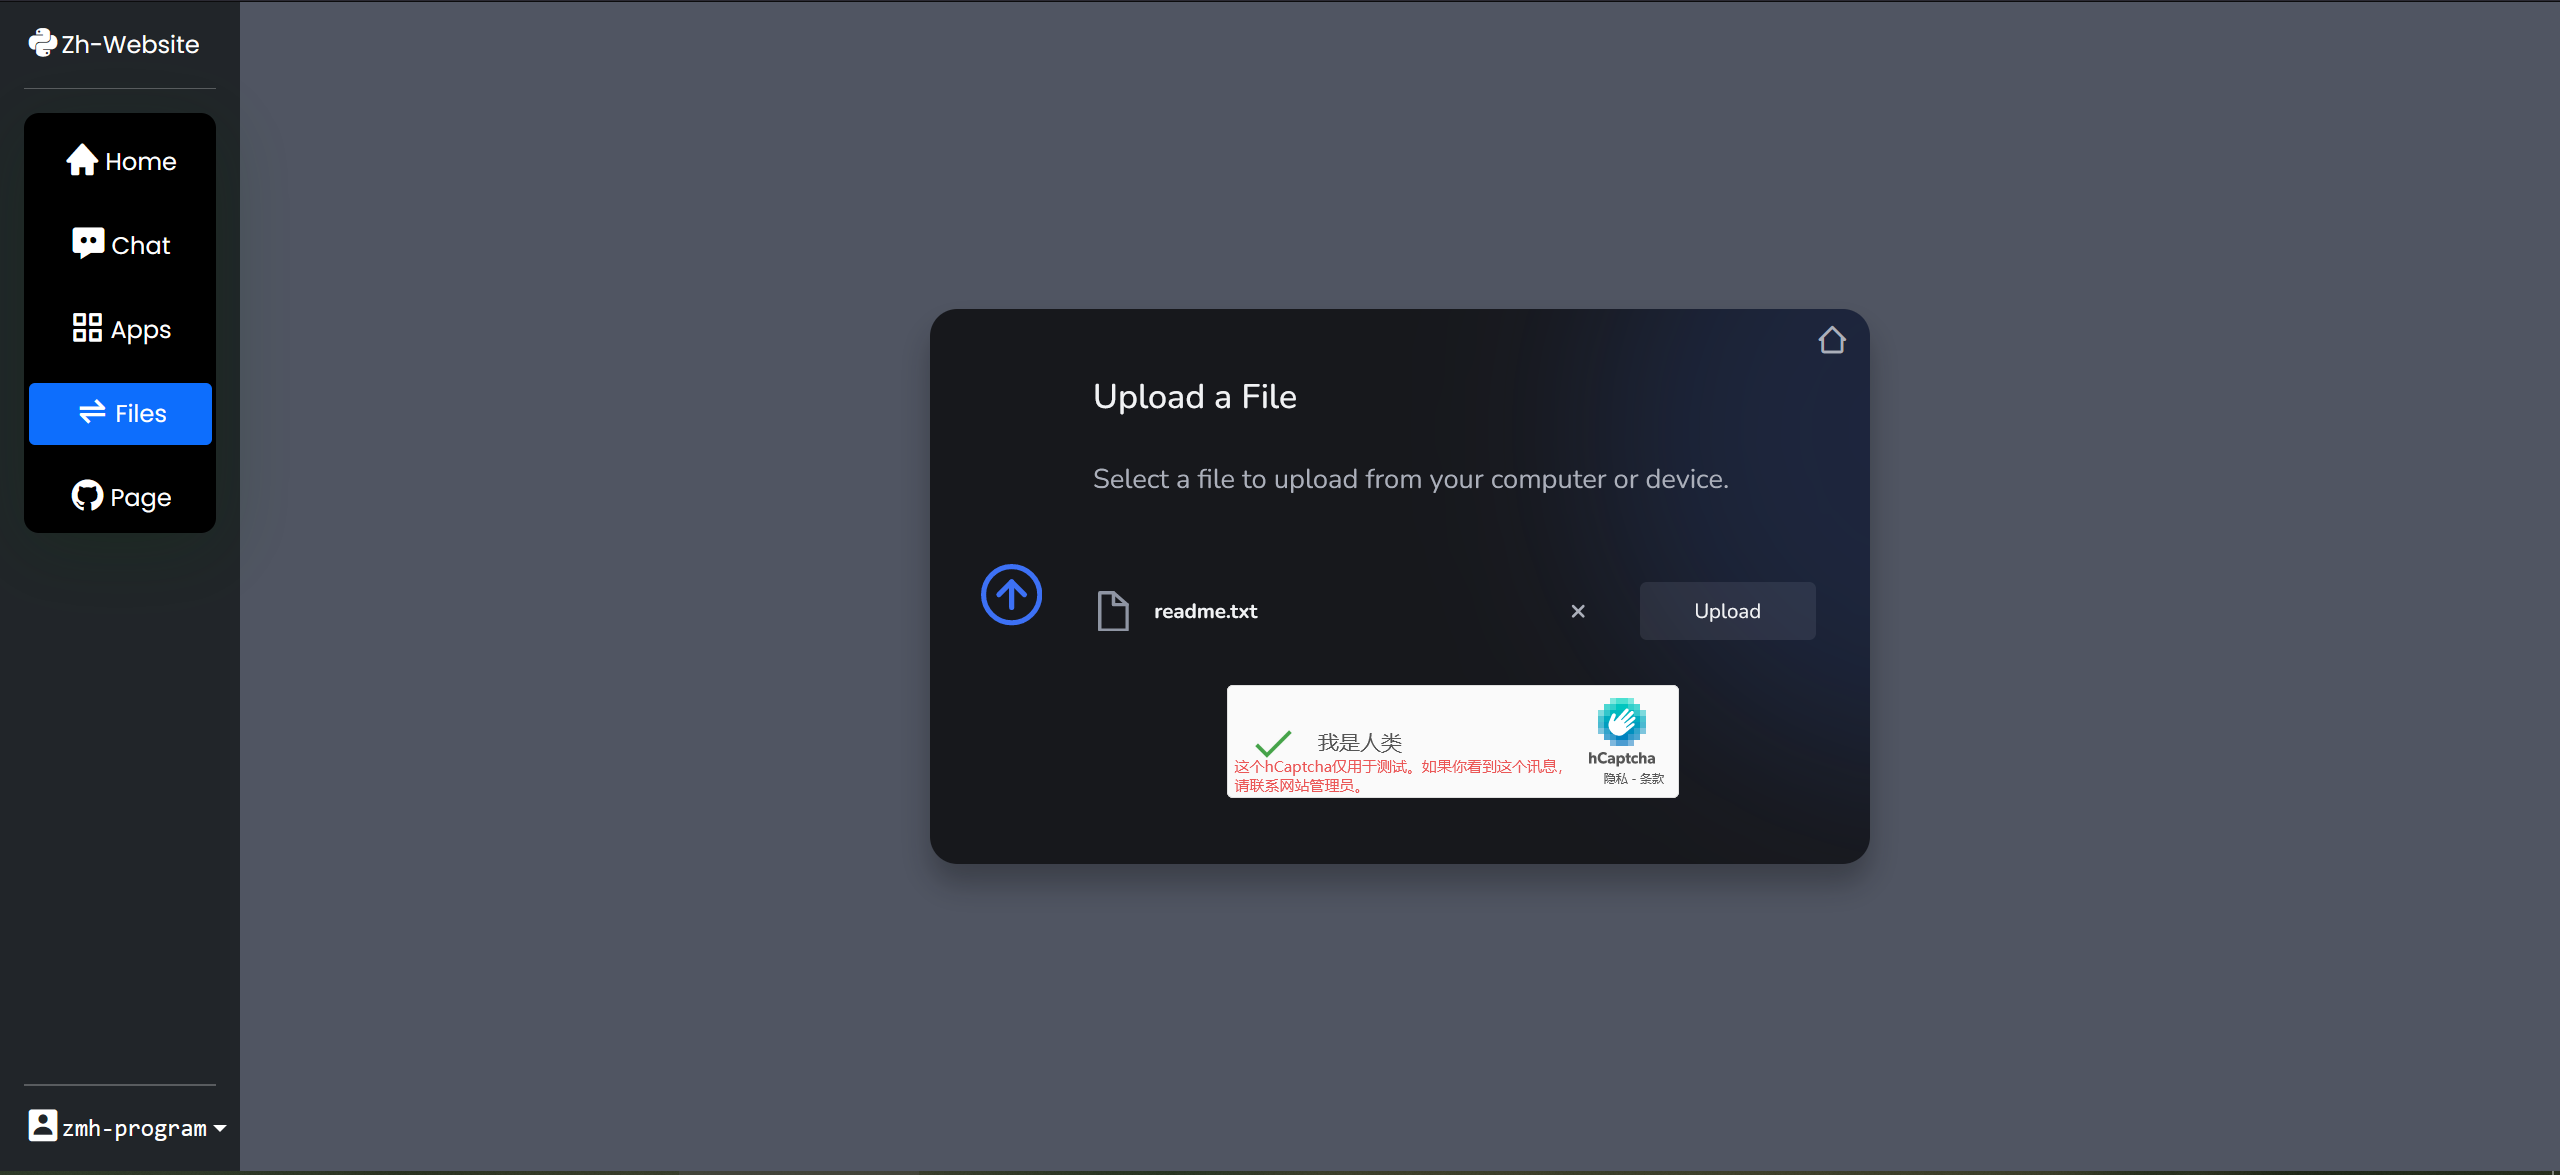 Zh-Website
Home
Chat
Apps
Files
Page
zmh-program
Upload a File
Select a file to upload from your computer or device.
readme.txt
Upload
我是人类
这个hCaptcha仅用于测试。如果你看到这个讯息，
请联系网站管理员。
hCaptcha
隐私 - 条款